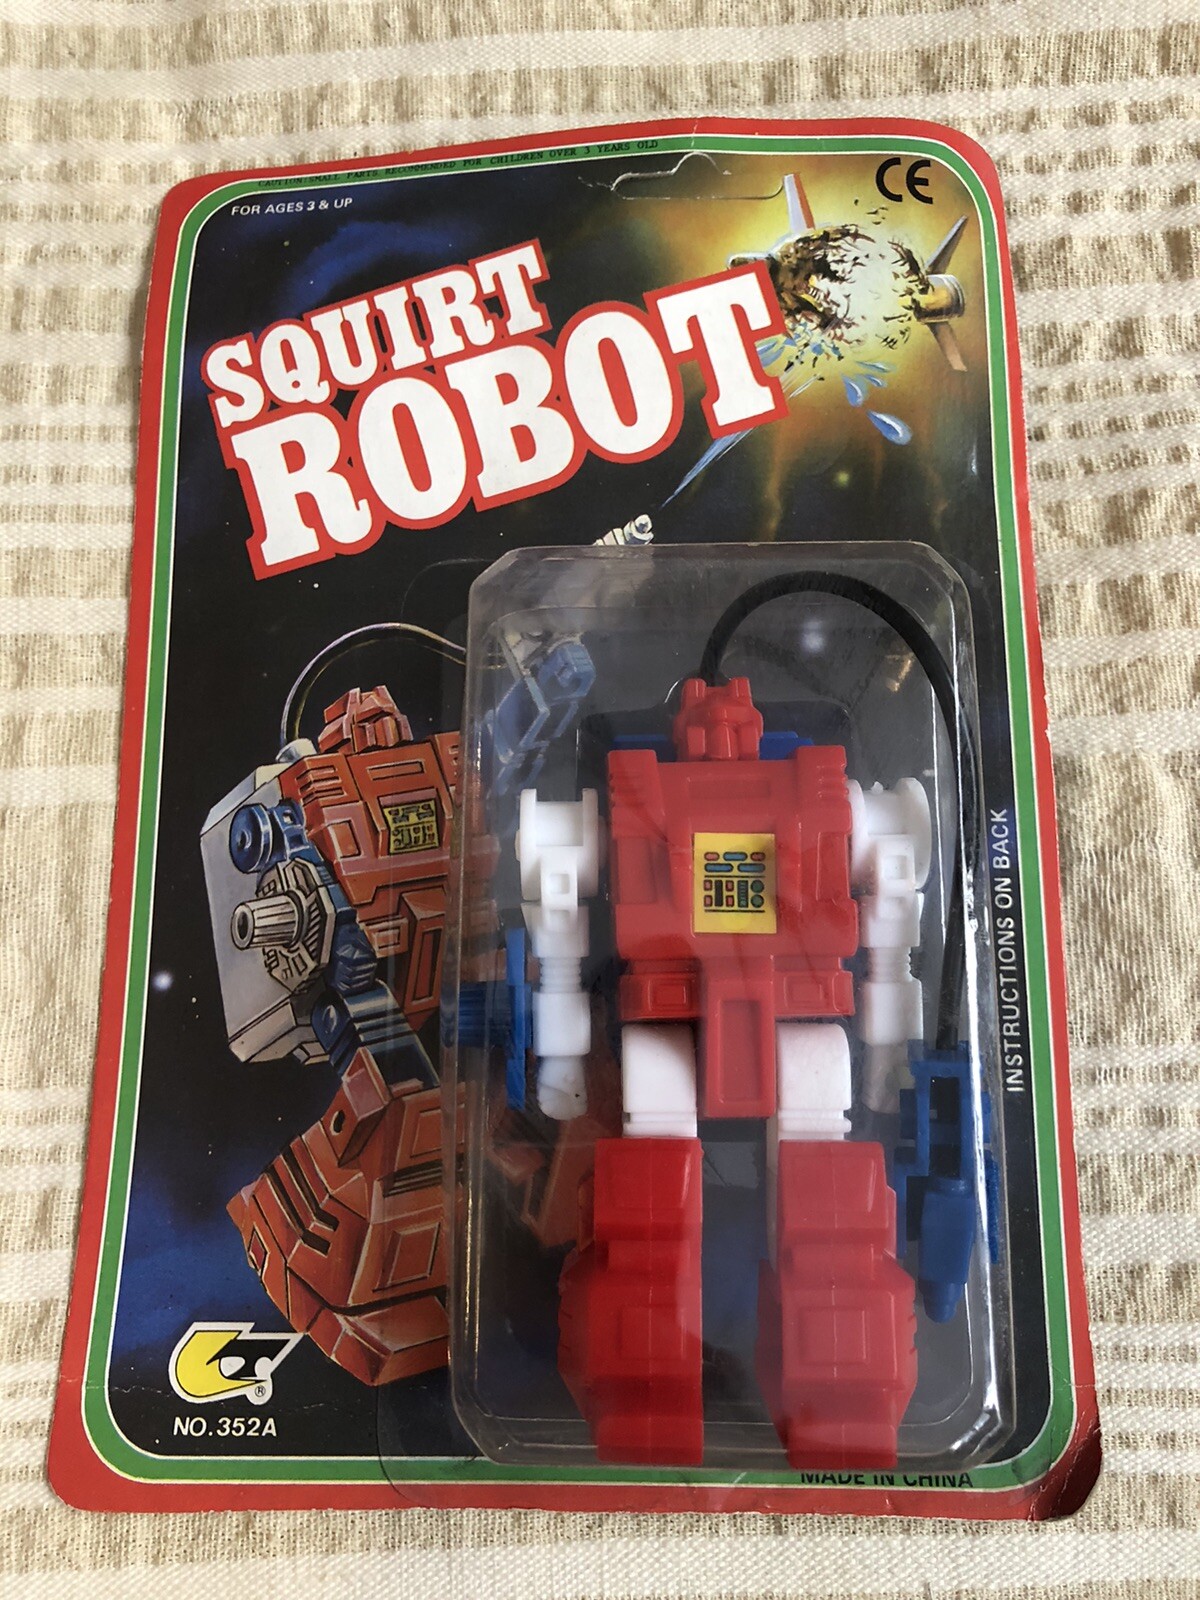 CAUTION:SMALL PARTS RECOMMENDED FOR CHILDREN OVER 3 YEARS OLD
FOR AGES 3 & UP
CE
SQUIRT
ROBOT
INSTRUCTIONS ON BACK
®
NO.352A
MADE IN CHINA